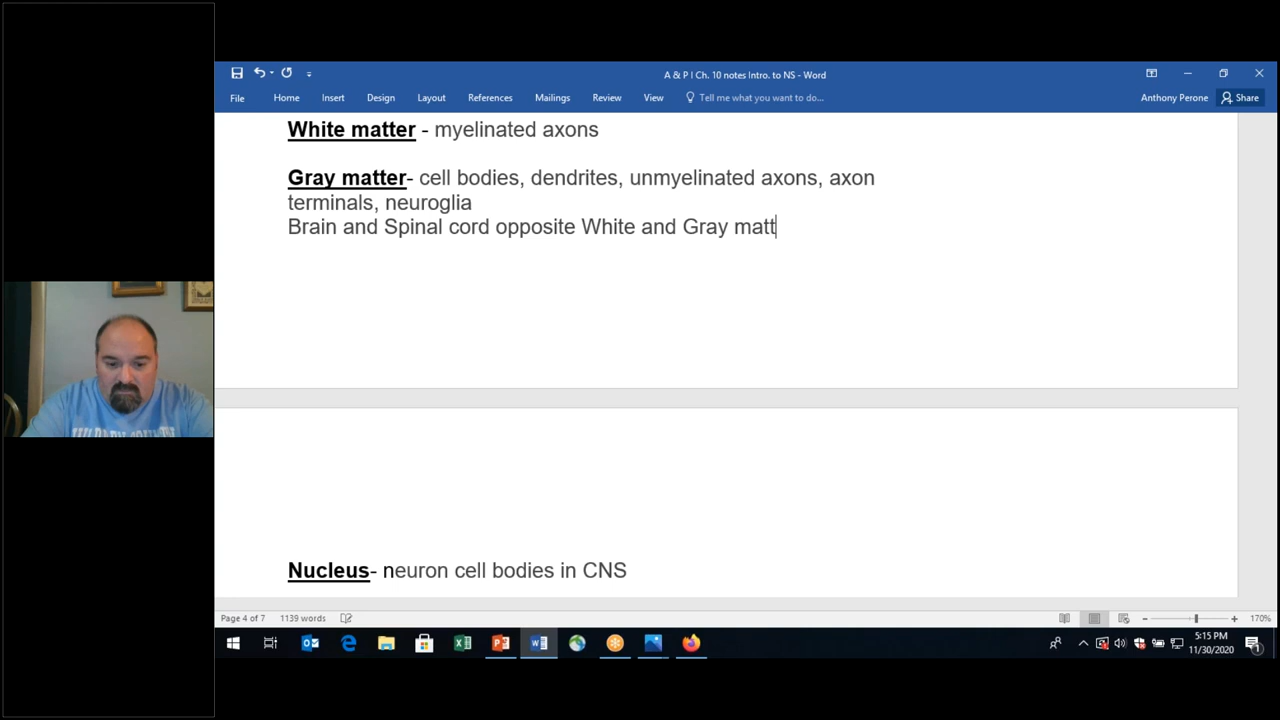 A & P I Ch. 10 notes Intro. to NS - Word
File Home Insert Design Layout References Mailings Review View Tell me what you want to do... Anthony Perone Share
White matter - myelinated axons
Gray matter- cell bodies, dendrites, unmyelinated axons, axon
terminals, neuroglia
Brain and Spinal cord opposite White and Gray matt
Nucleus- neuron cell bodies in CNS
Page 4 of 7 1139 words 170%
5:15 PM
11/30/2020